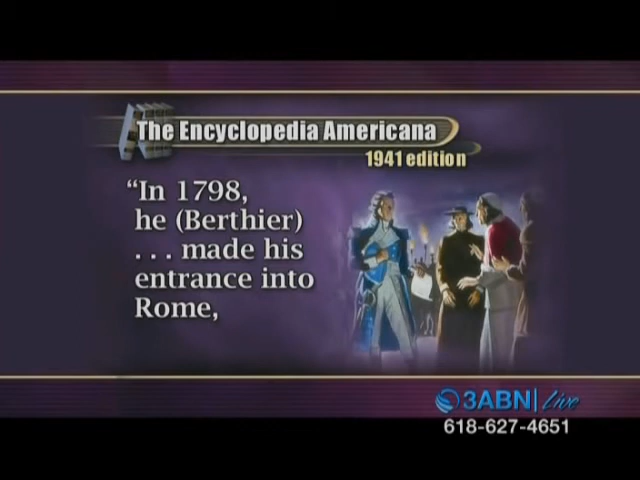 The Encyclopedia Americana
1941 edition
“In 1798,
he (Berthier)
. . . made his
entrance into
Rome,
3ABN Live
618-627-4651